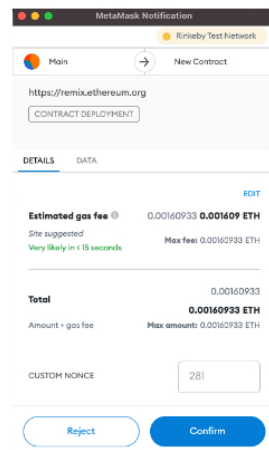 MetaMask Notification
Rinkeby Test Network
Main New Contract
https://remix.ethereum.org
CONTRACT DEPLOYMENT
DETAILS DATA
EDIT
Estimated gas fee 0.00160933 0.001609 ETH
Site suggested Max fee: 0.00160933 ETH
Very likely in < 15 seconds
0.00160933
Total 0.00160933 ETH
Amount + gas fee Max amount: 0.00160933 ETH
CUSTOM NONCE 281
Reject Confirm